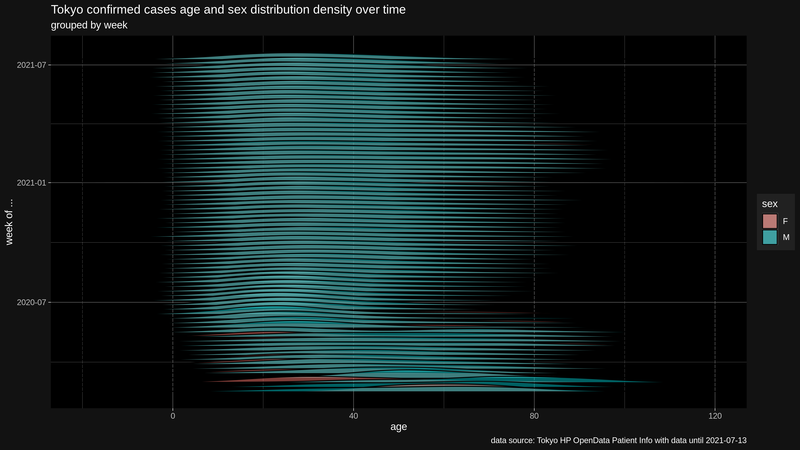 Tokyo confirmed cases age and sex distribution density over time
grouped by week
2021-07
2021-01
2020-07
week of ...
0
40
80
120
age
sex
F
M
data source: Tokyo HP OpenData Patient Info with data until 2021-07-13